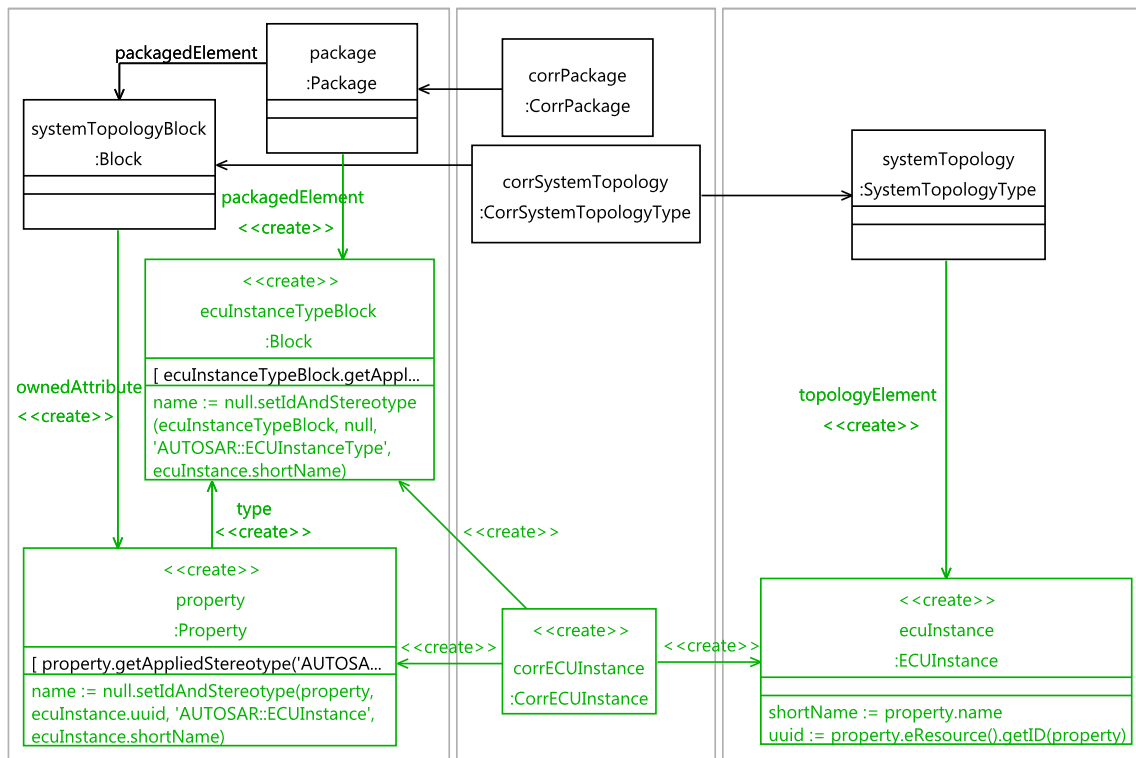 packagedElement
package
:Package
corrPackage
:CorrPackage
systemTopologyBlock
:Block
corrSystemTopology
:CorrSystemTopologyType
systemTopology
:SystemTopologyType
packagedElement
<<create>>
<<create>>
ecuInstanceTypeBlock
:Block
[ ecuInstanceTypeBlock.getAppl...
name := null.setIdAndStereotype
(ecuInstanceTypeBlock, null,
'AUTOSAR::ECUInstanceType',
ecuInstance.shortName)
ownedAttribute
<<create>>
topologyElement
<<create>>
type
<<create>>
<<create>>
<<create>>
property
:Property
[ property.getAppliedStereotype('AUTOSA...
name := null.setIdAndStereotype(property,
ecuInstance.uuid, 'AUTOSAR::ECUInstance',
ecuInstance.shortName)
<<create>>
<<create>>
corrECUInstance
:CorrECUInstance
<<create>>
<<create>>
ecuInstance
:ECUInstance
shortName := property.name
uuid := property.eResource().getID(property)